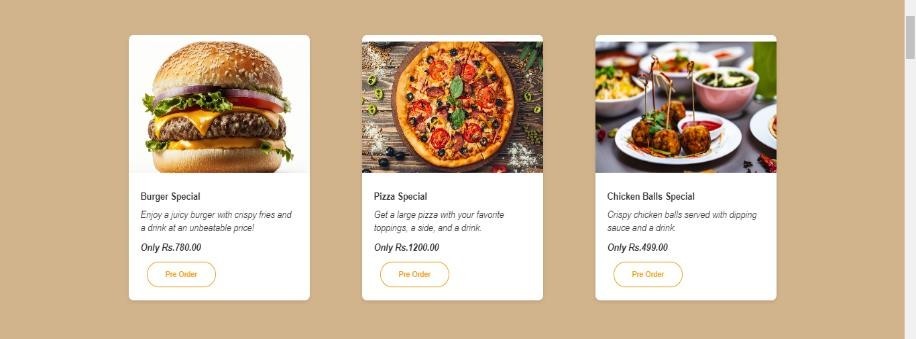 Burger Special
Enjoy a juicy burger with crispy fries and
a drink at an unbeatable price!
Only Rs.780.00
Pre Order
Pizza Special
Get a large pizza with your favorite
toppings, a side, and a drink.
Only Rs.1200.00
Pre Order
Chicken Balls Special
Crispy chicken balls served with dipping
sauce and a drink.
Only Rs.499.00
Pre Order